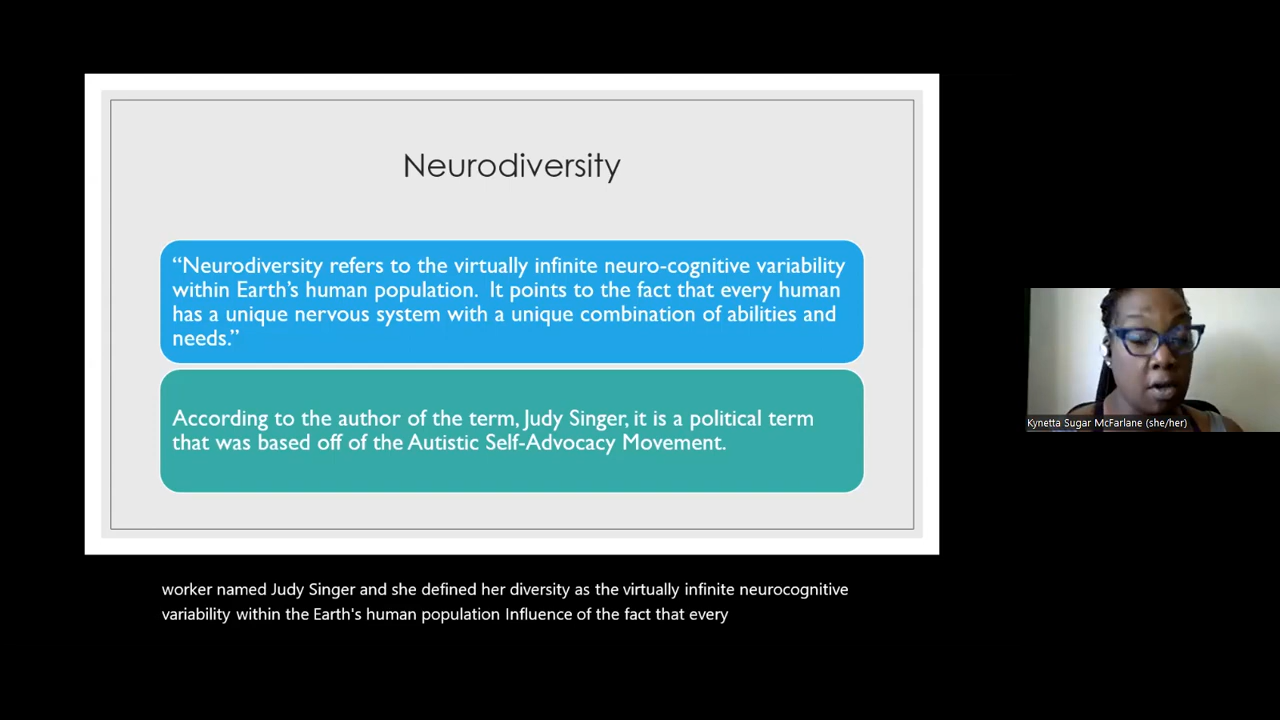 Neurodiversity
“Neurodiversity refers to the virtually infinite neuro-cognitive variability
within Earth’s human population.  It points to the fact that every human
has a unique nervous system with a unique combination of abilities and
needs.”
According to the author of the term, Judy Singer, it is a political term
that was based off of the Autistic Self-Advocacy Movement.
Kynetta Sugar McFarlane (she/her)
worker named Judy Singer and she defined her diversity as the virtually infinite neurocognitive
variability within the Earth's human population Influence of the fact that every